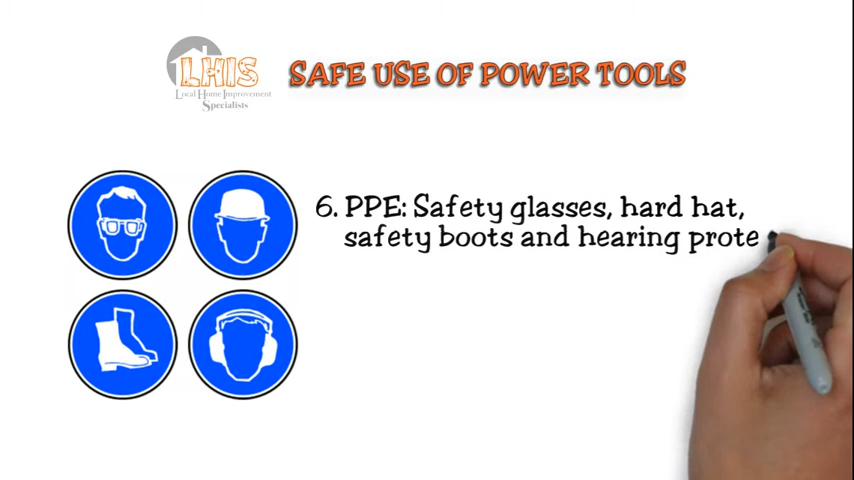 LHIS
Local Home Improvement
Specialists
SAFE USE OF POWER TOOLS
6. PPE: Safety glasses, hard hat,
safety boots and hearing prote